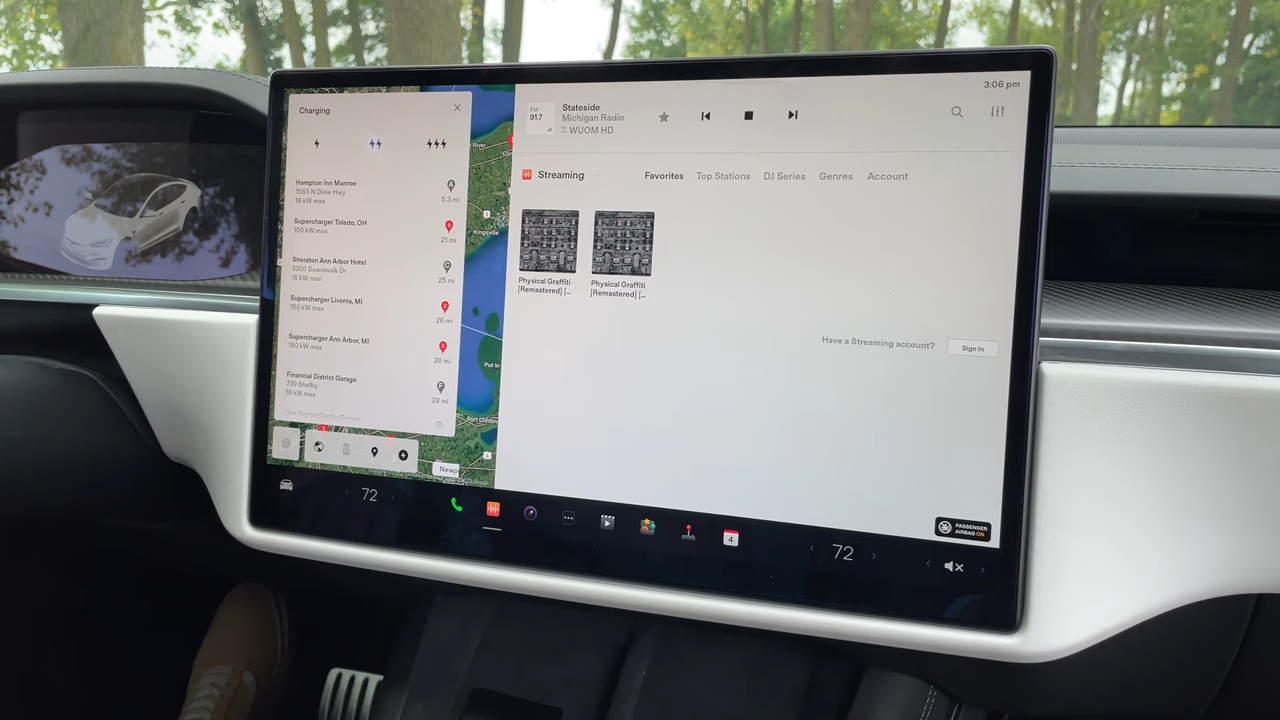 Charging
Hampton Inn Monroe
1565 N Dixie Hwy
16 kW max
5.3 mi
Supercharger Toledo, OH
150 kW max
21 mi
Sheraton Ann Arbor Hotel
3200 Boardwalk Dr
16 kW max
25 mi
Supercharger Livonia, MI
150 kW max
26 mi
Supercharger Ann Arbor, MI
150 kW max
26 mi
Financial District Garage
730 Shelby
16 kW max
28 mi
River
Kingsville
Put-In
Port Clinton
Newp
3:06 pm
FM
91.7
Stateside
Michigan Radio
WUOM HD
Streaming
Favorites Top Stations DJ Series Genres Account
Physical Graffiti
[Remastered] [...
Physical Graffiti
[Remastered] [...
Have a Streaming account? Sign In
PASSENGER
AIRBAG ON
72
4
72